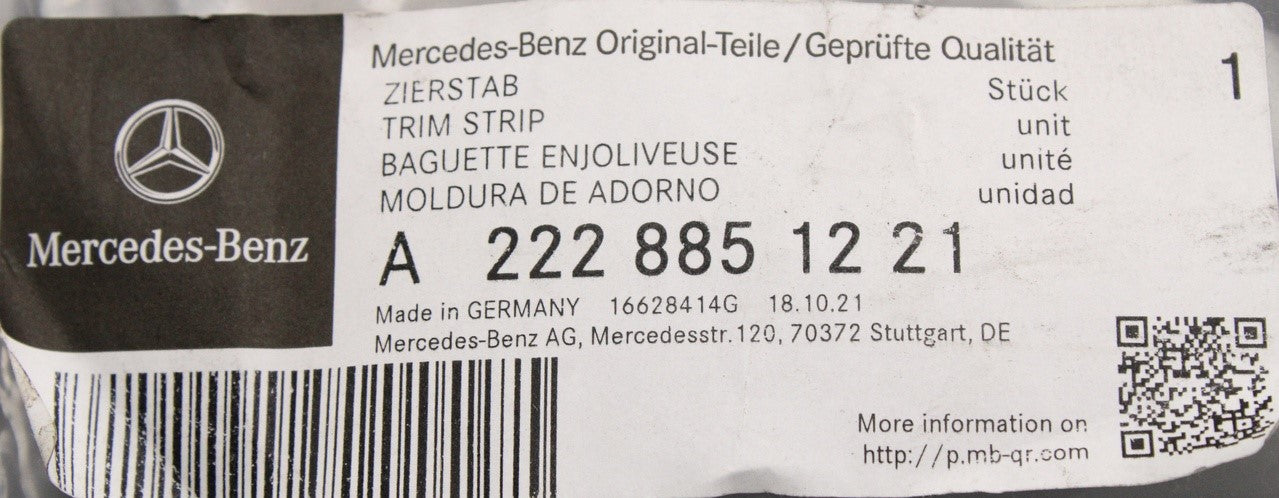 Mercedes-Benz
Mercedes-Benz Original-Teile/Geprüfte Qualität
ZIERSTAB Stück 1
TRIM STRIP unit
BAGUETTE ENJOLIVEUSE unité
MOLDURA DE ADORNO unidad
A 222 885 12 21
Made in GERMANY 16628414G 18.10.21
Mercedes-Benz AG, Mercedesstr.120, 70372 Stuttgart, DE
More information on
http://p.mb-qr.com